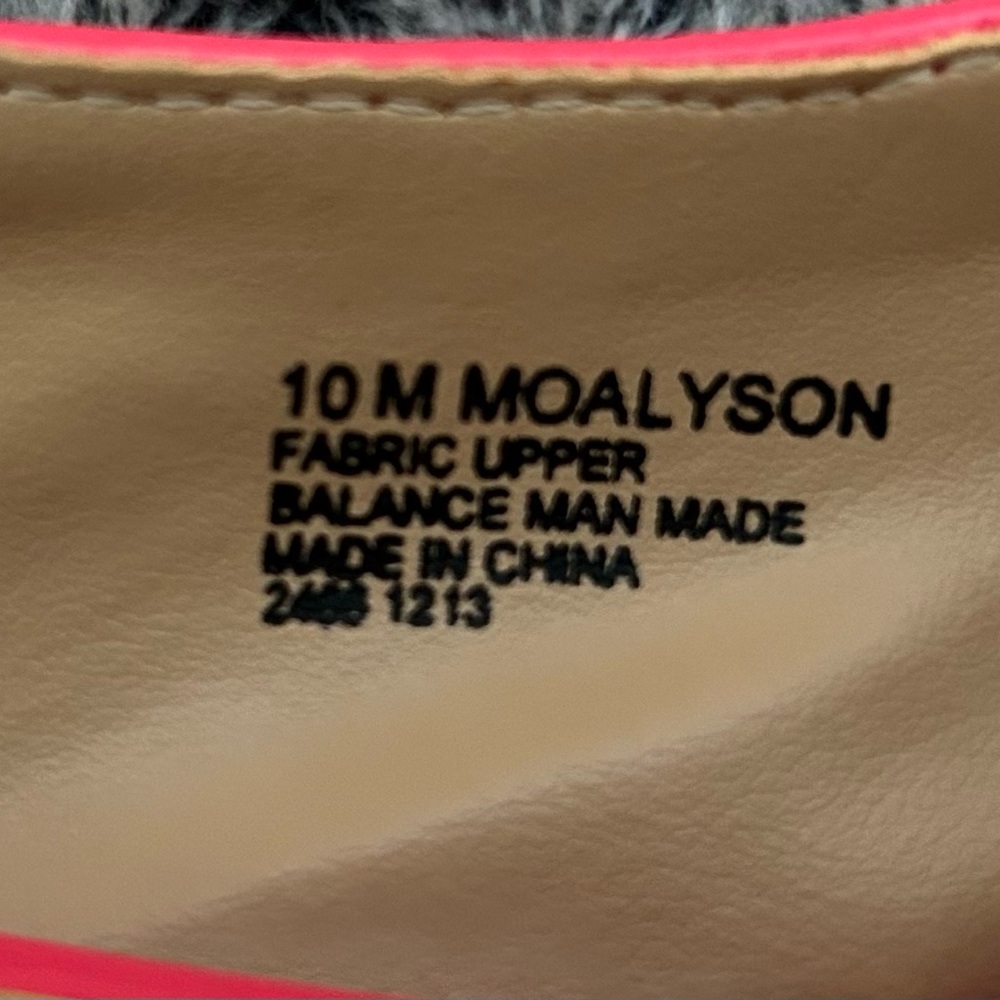 10 M MOALYSON
FABRIC UPPER
BALANCE MAN MADE
MADE IN CHINA
1213